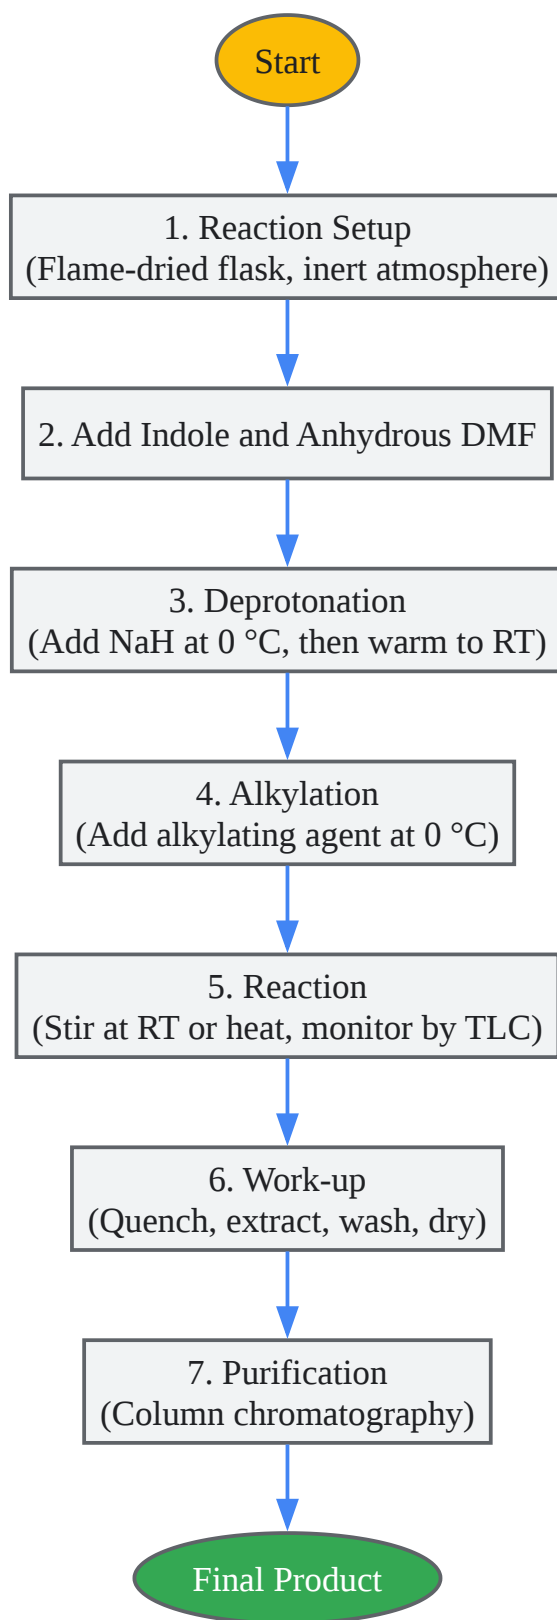 Start
1. Reaction Setup
(Flame-dried flask, inert atmosphere)
2. Add Indole and Anhydrous DMF
3. Deprotonation
(Add NaH at 0 °C, then warm to RT)
4. Alkylation
(Add alkylating agent at 0 °C)
5. Reaction
(Stir at RT or heat, monitor by TLC)
6. Work-up
(Quench, extract, wash, dry)
7. Purification
(Column chromatography)
Final Product